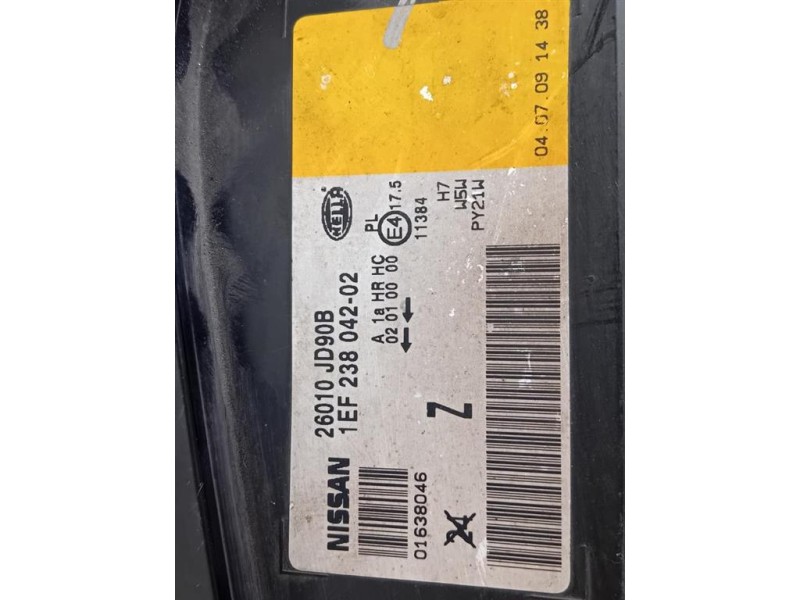 NISSAN
26010 JD90B
1EF 238 042-02
HELLA
01638046
A 1a HR HC
02 01 00 00
PL
E4
17.5
11384
24
Z
H7
W5W
PY21W
04.07.09 14 38